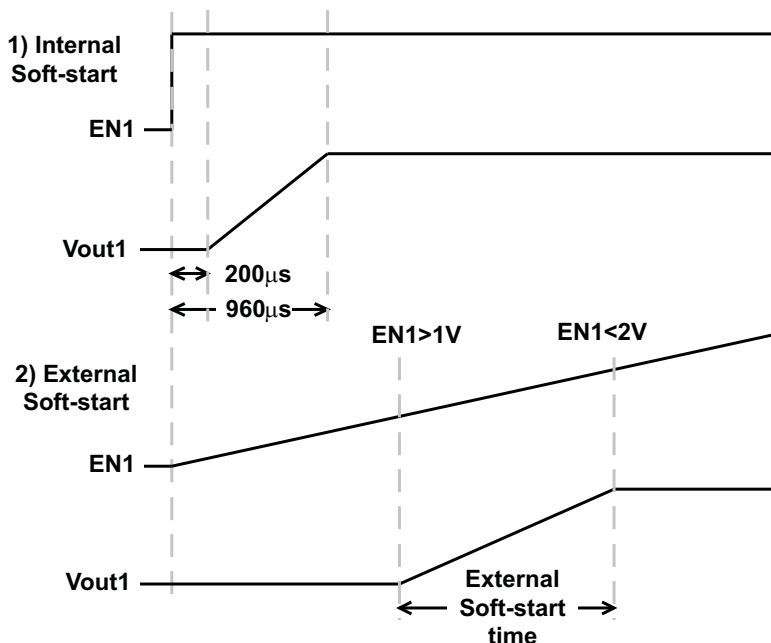 1) Internal
Soft-start
EN1
Vout1
200μs
960μs
EN1>1V
EN1<2V
2) External
Soft-start
EN1
Vout1
External
Soft-start
time